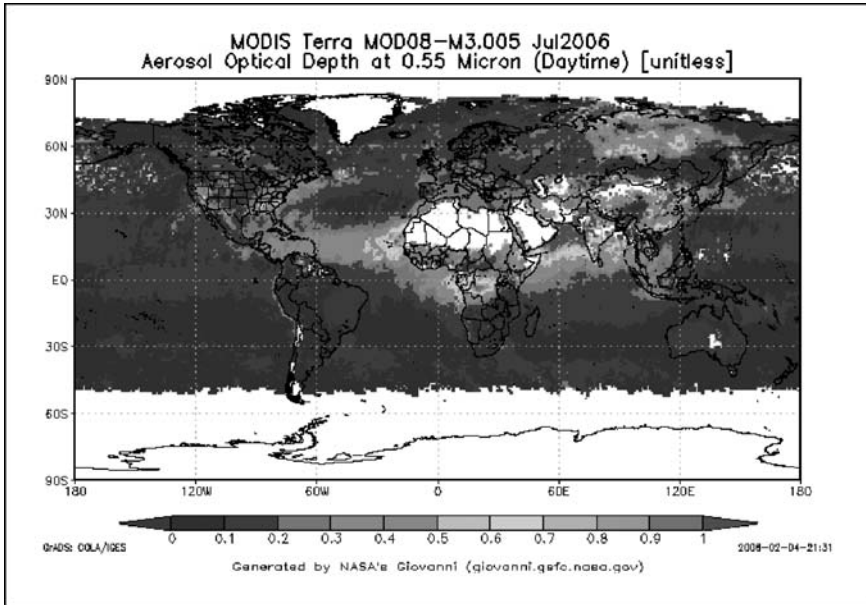 MODIS Terra MOD08-M3.005 Jul2006
Aerosol Optical Depth at 0.55 Micron (Daytime) [unitless]
90N
60N
30N
EQ
30S
60S
90S
180 120W 60W 0 60E 120E 180
0 0.1 0.2 0.3 0.4 0.5 0.6 0.7 0.8 0.9 1
GrADS: COLA/IGES 2008-02-04-21:31
Generated by NASA's Giovanni (giovanni.gsfc.nasa.gov)